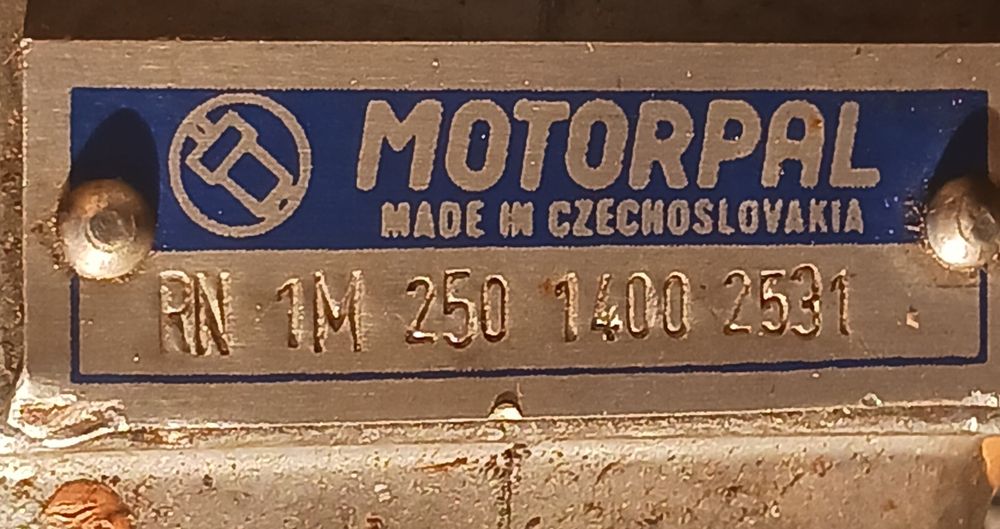 MOTORPAL
MADE IN CZECHOSLOVAKIA
RN 1M 250 1400 2531